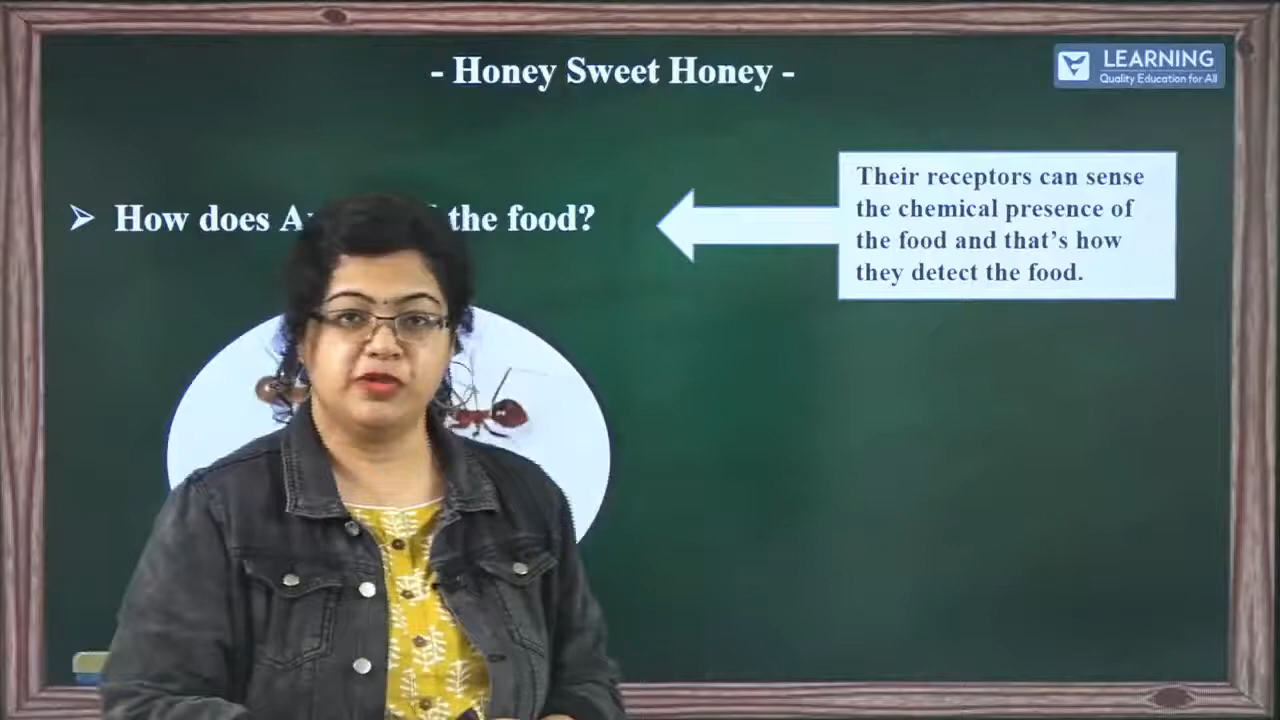 - Honey Sweet Honey -
LEARNING
Quality Education for All
Their receptors can sense
the chemical presence of
the food and that's how
they detect the food.
How does the food?